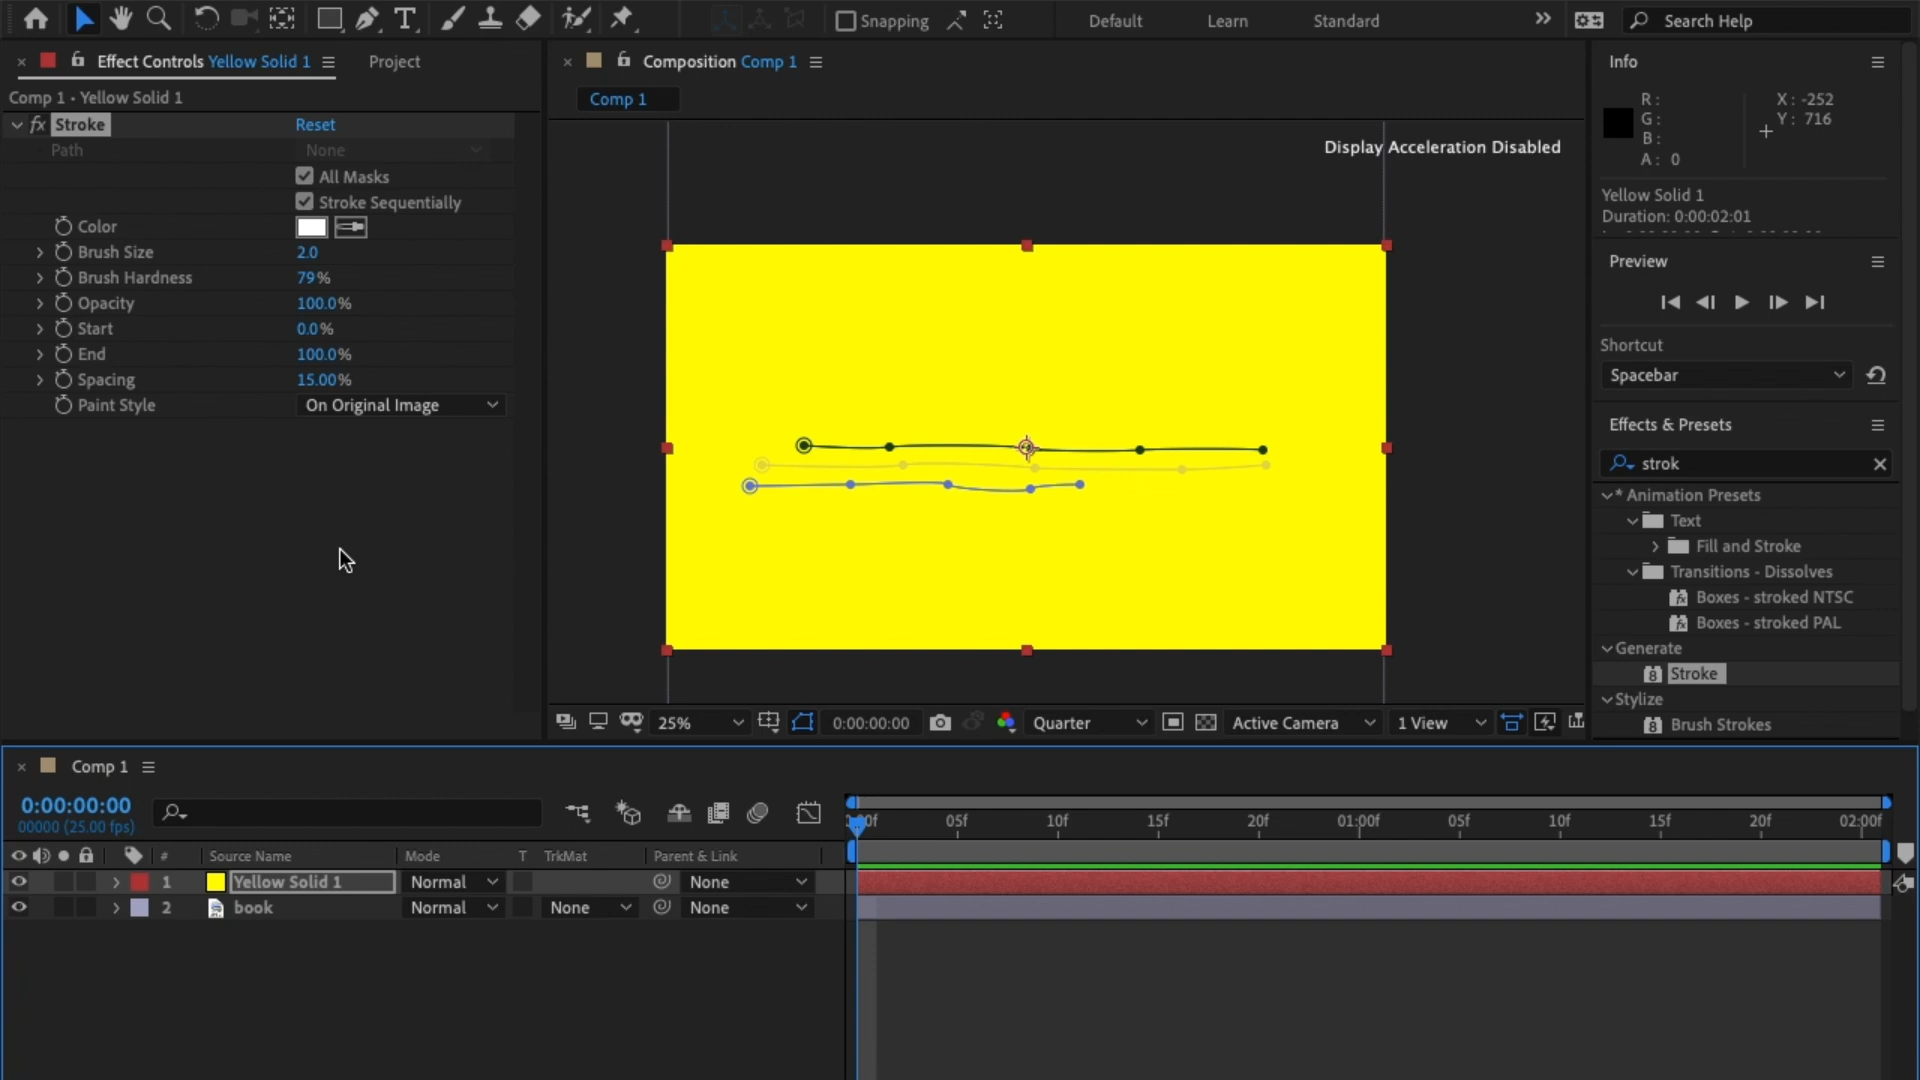 Snapping
Default
Learn
Standard
Search Help
Effect Controls Yellow Solid 1
Project
Comp 1 • Yellow Solid 1
fx Stroke
Reset
Path
None
All Masks
Stroke Sequentially
Color
Brush Size
2.0
Brush Hardness
79%
Opacity
100.0%
Start
0.0%
End
100.0%
Spacing
15.00%
Paint Style
On Original Image
Composition Comp 1
Comp 1
Display Acceleration Disabled
25%
0:00:00:00
Quarter
Active Camera
1 View
Info
R :
G :
B :
A : 0
X : -252
Y : 716
Yellow Solid 1
Duration: 0:00:02:01
Preview
Shortcut
Spacebar
Effects & Presets
strok
* Animation Presets
Text
Fill and Stroke
Transitions - Dissolves
Boxes - stroked NTSC
Boxes - stroked PAL
Generate
Stroke
Stylize
Brush Strokes
Comp 1
0:00:00:00
00000 (25.00 fps)
05f
10f
15f
20f
01:00f
05f
10f
15f
20f
02:00f
#
Source Name
Mode
T TrkMat
Parent & Link
1
Yellow Solid 1
Normal
None
2
book
Normal
None
None